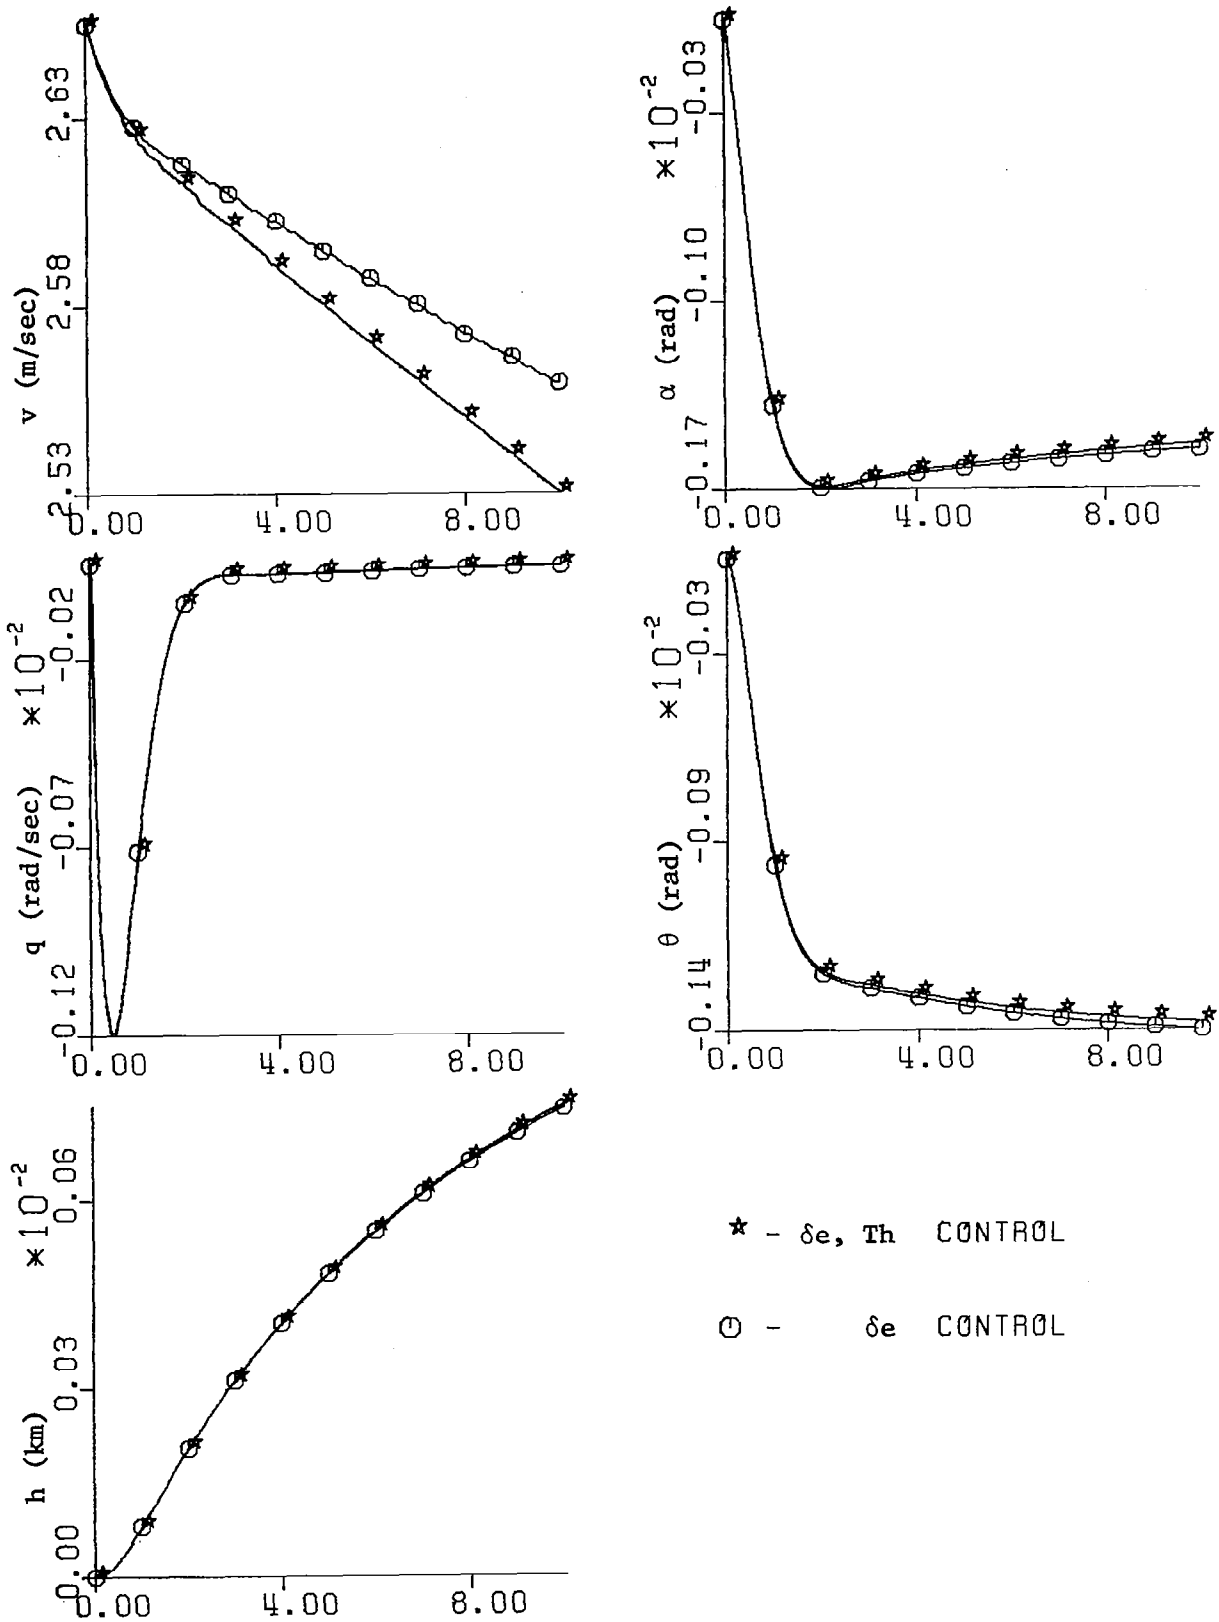 v (m/sec)
2.63
2.58
2.53
0.00 4.00 8.00
α (rad) ∗10⁻²
-0.03
-0.10
-0.17
0.00 4.00 8.00
q (rad/sec) ∗10⁻²
-0.02
-0.07
-0.12
0.00 4.00 8.00
θ (rad) ∗10⁻²
-0.03
-0.09
-0.14
0.00 4.00 8.00
h (km) ∗10⁻²
0.06
0.03
0.00
0.00 4.00 8.00
- δe, Th CONTROL
- δe CONTROL